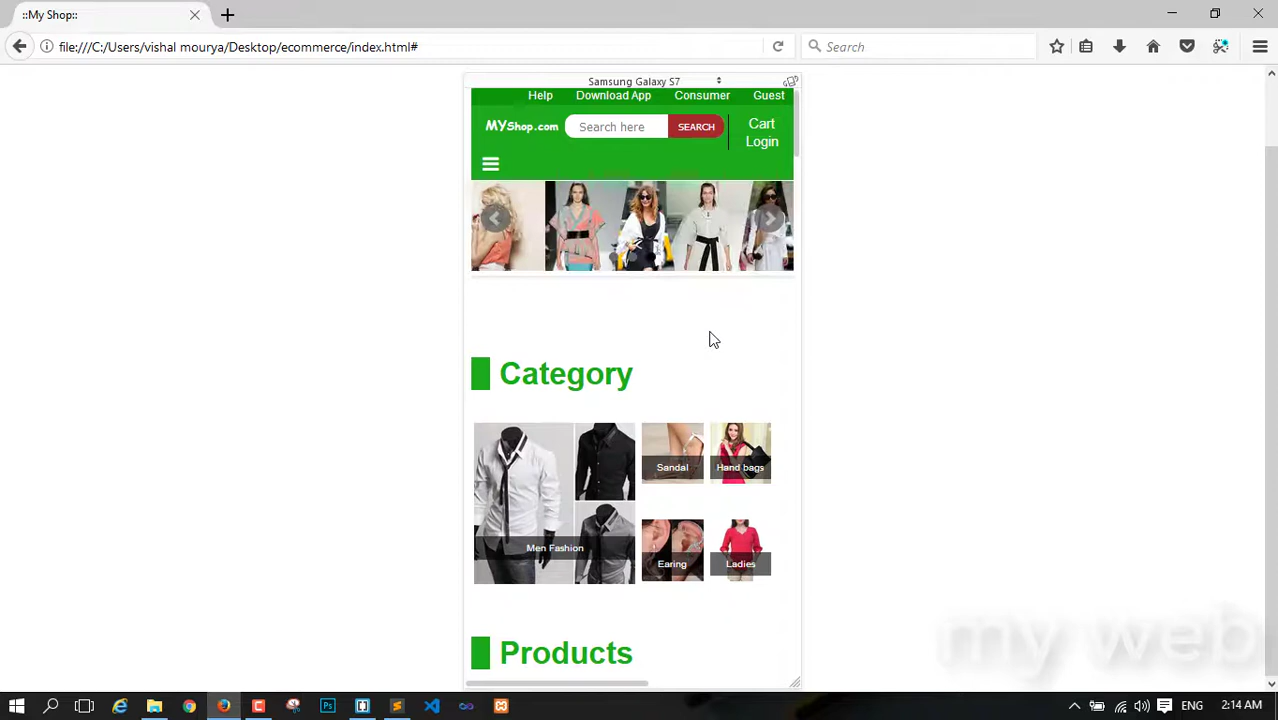 ::My Shop::
file:///C:/Users/vishal mourya/Desktop/ecommerce/index.html#
Search
Samsung Galaxy S7
Help Download App Consumer Guest
MYShop.com Search here SEARCH Cart
Login
Category
Sandal Hand bags
Men Fashion
Earing Ladies
Products
my web
ENG 2:14 AM